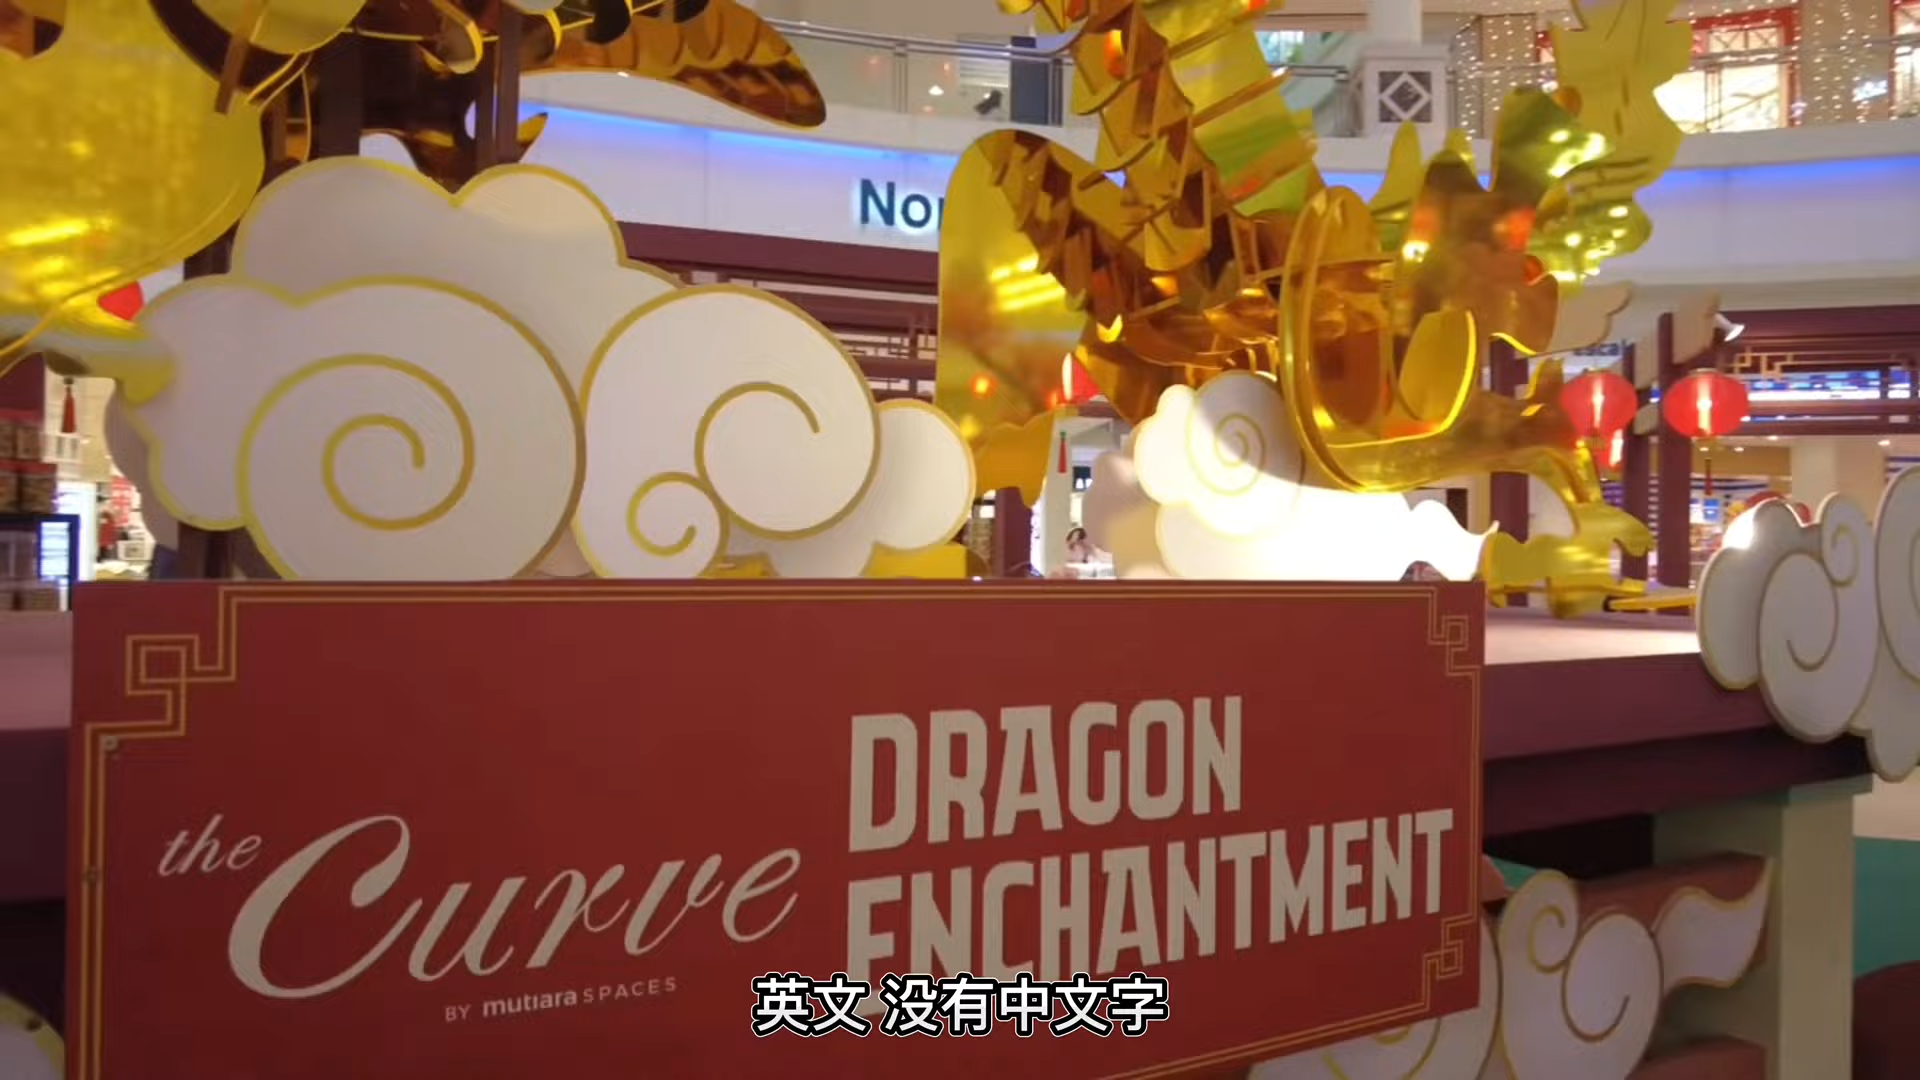 the Curve
BY mutiara SPACES
DRAGON
ENCHANTMENT
英文 没有中文字